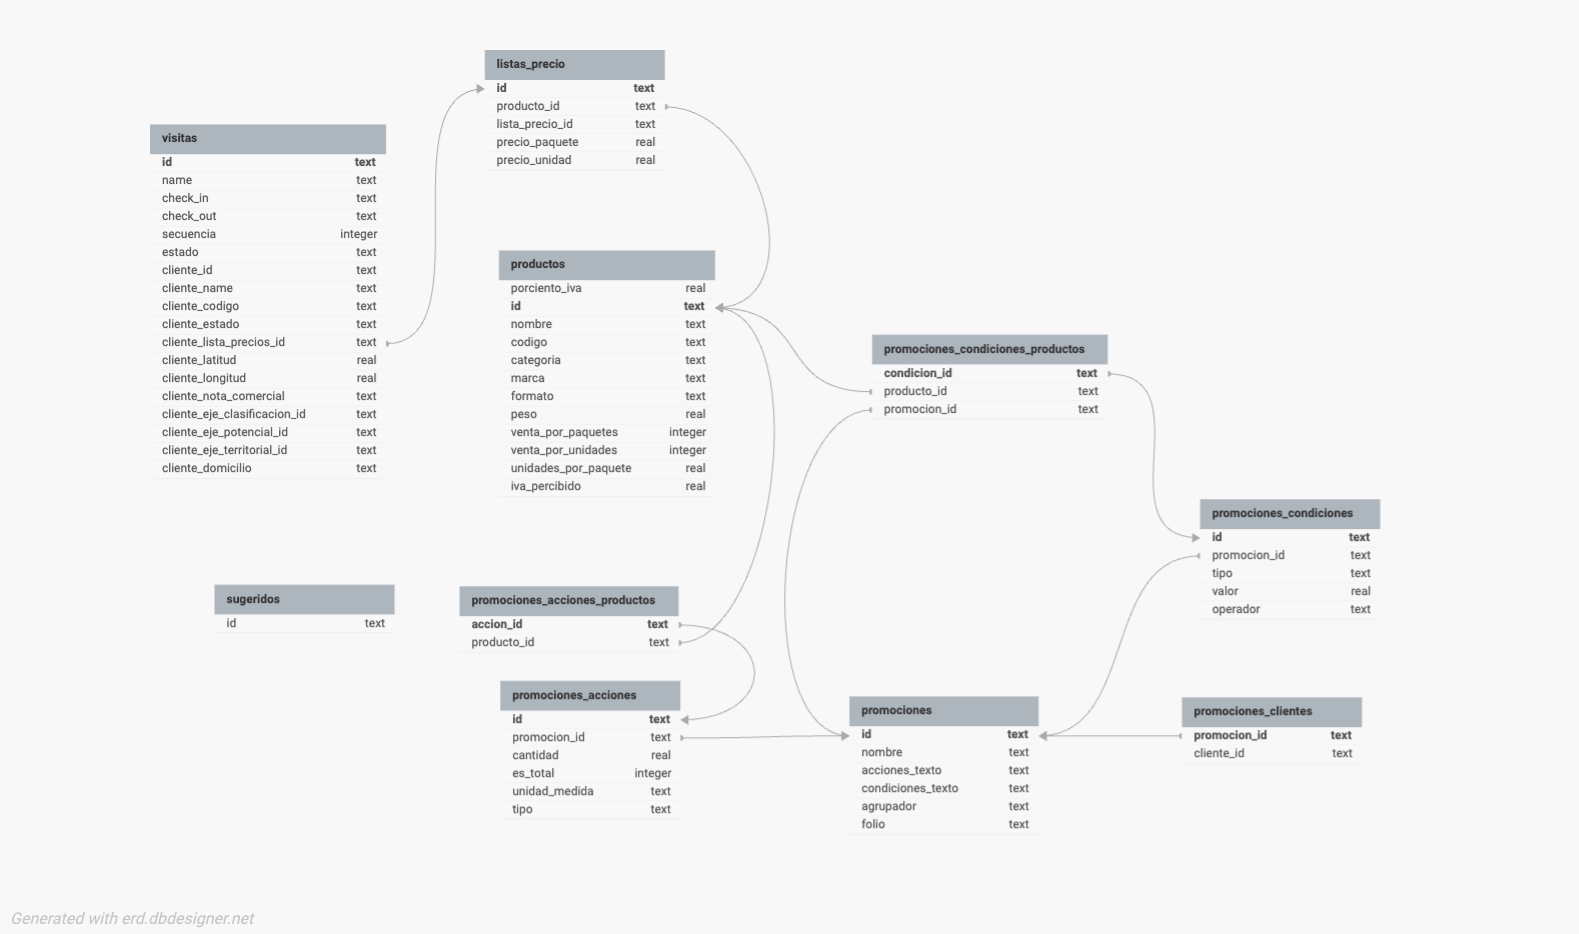 listas_precio
id text
producto_id text
lista_precio_id text
precio_paquete real
precio_unidad real
visitas
id text
name text
check_in text
check_out text
secuencia integer
estado text
cliente_id text
cliente_name text
cliente_codigo text
cliente_estado text
cliente_lista_precios_id text
cliente_latitud real
cliente_longitud real
cliente_nota_comercial text
cliente_eje_clasificacion_id text
cliente_eje_potencial_id text
cliente_eje_territorial_id text
cliente_domicilio text
productos
porciento_iva real
id text
nombre text
codigo text
categoria text
marca text
formato text
peso real
venta_por_paquetes integer
venta_por_unidades integer
unidades_por_paquete real
iva_percibido real
promociones_condiciones_productos
condicion_id text
producto_id text
promocion_id text
promociones_condiciones
id text
promocion_id text
tipo text
valor real
operador text
sugeridos
id text
promociones_acciones_productos
accion_id text
producto_id text
promociones_acciones
id text
promocion_id text
cantidad real
es_total integer
unidad_medida text
tipo text
promociones
id text
nombre text
acciones_texto text
condiciones_texto text
agrupador text
folio text
promociones_clientes
promocion_id text
cliente_id text
Generated with erd.dbdesigner.net